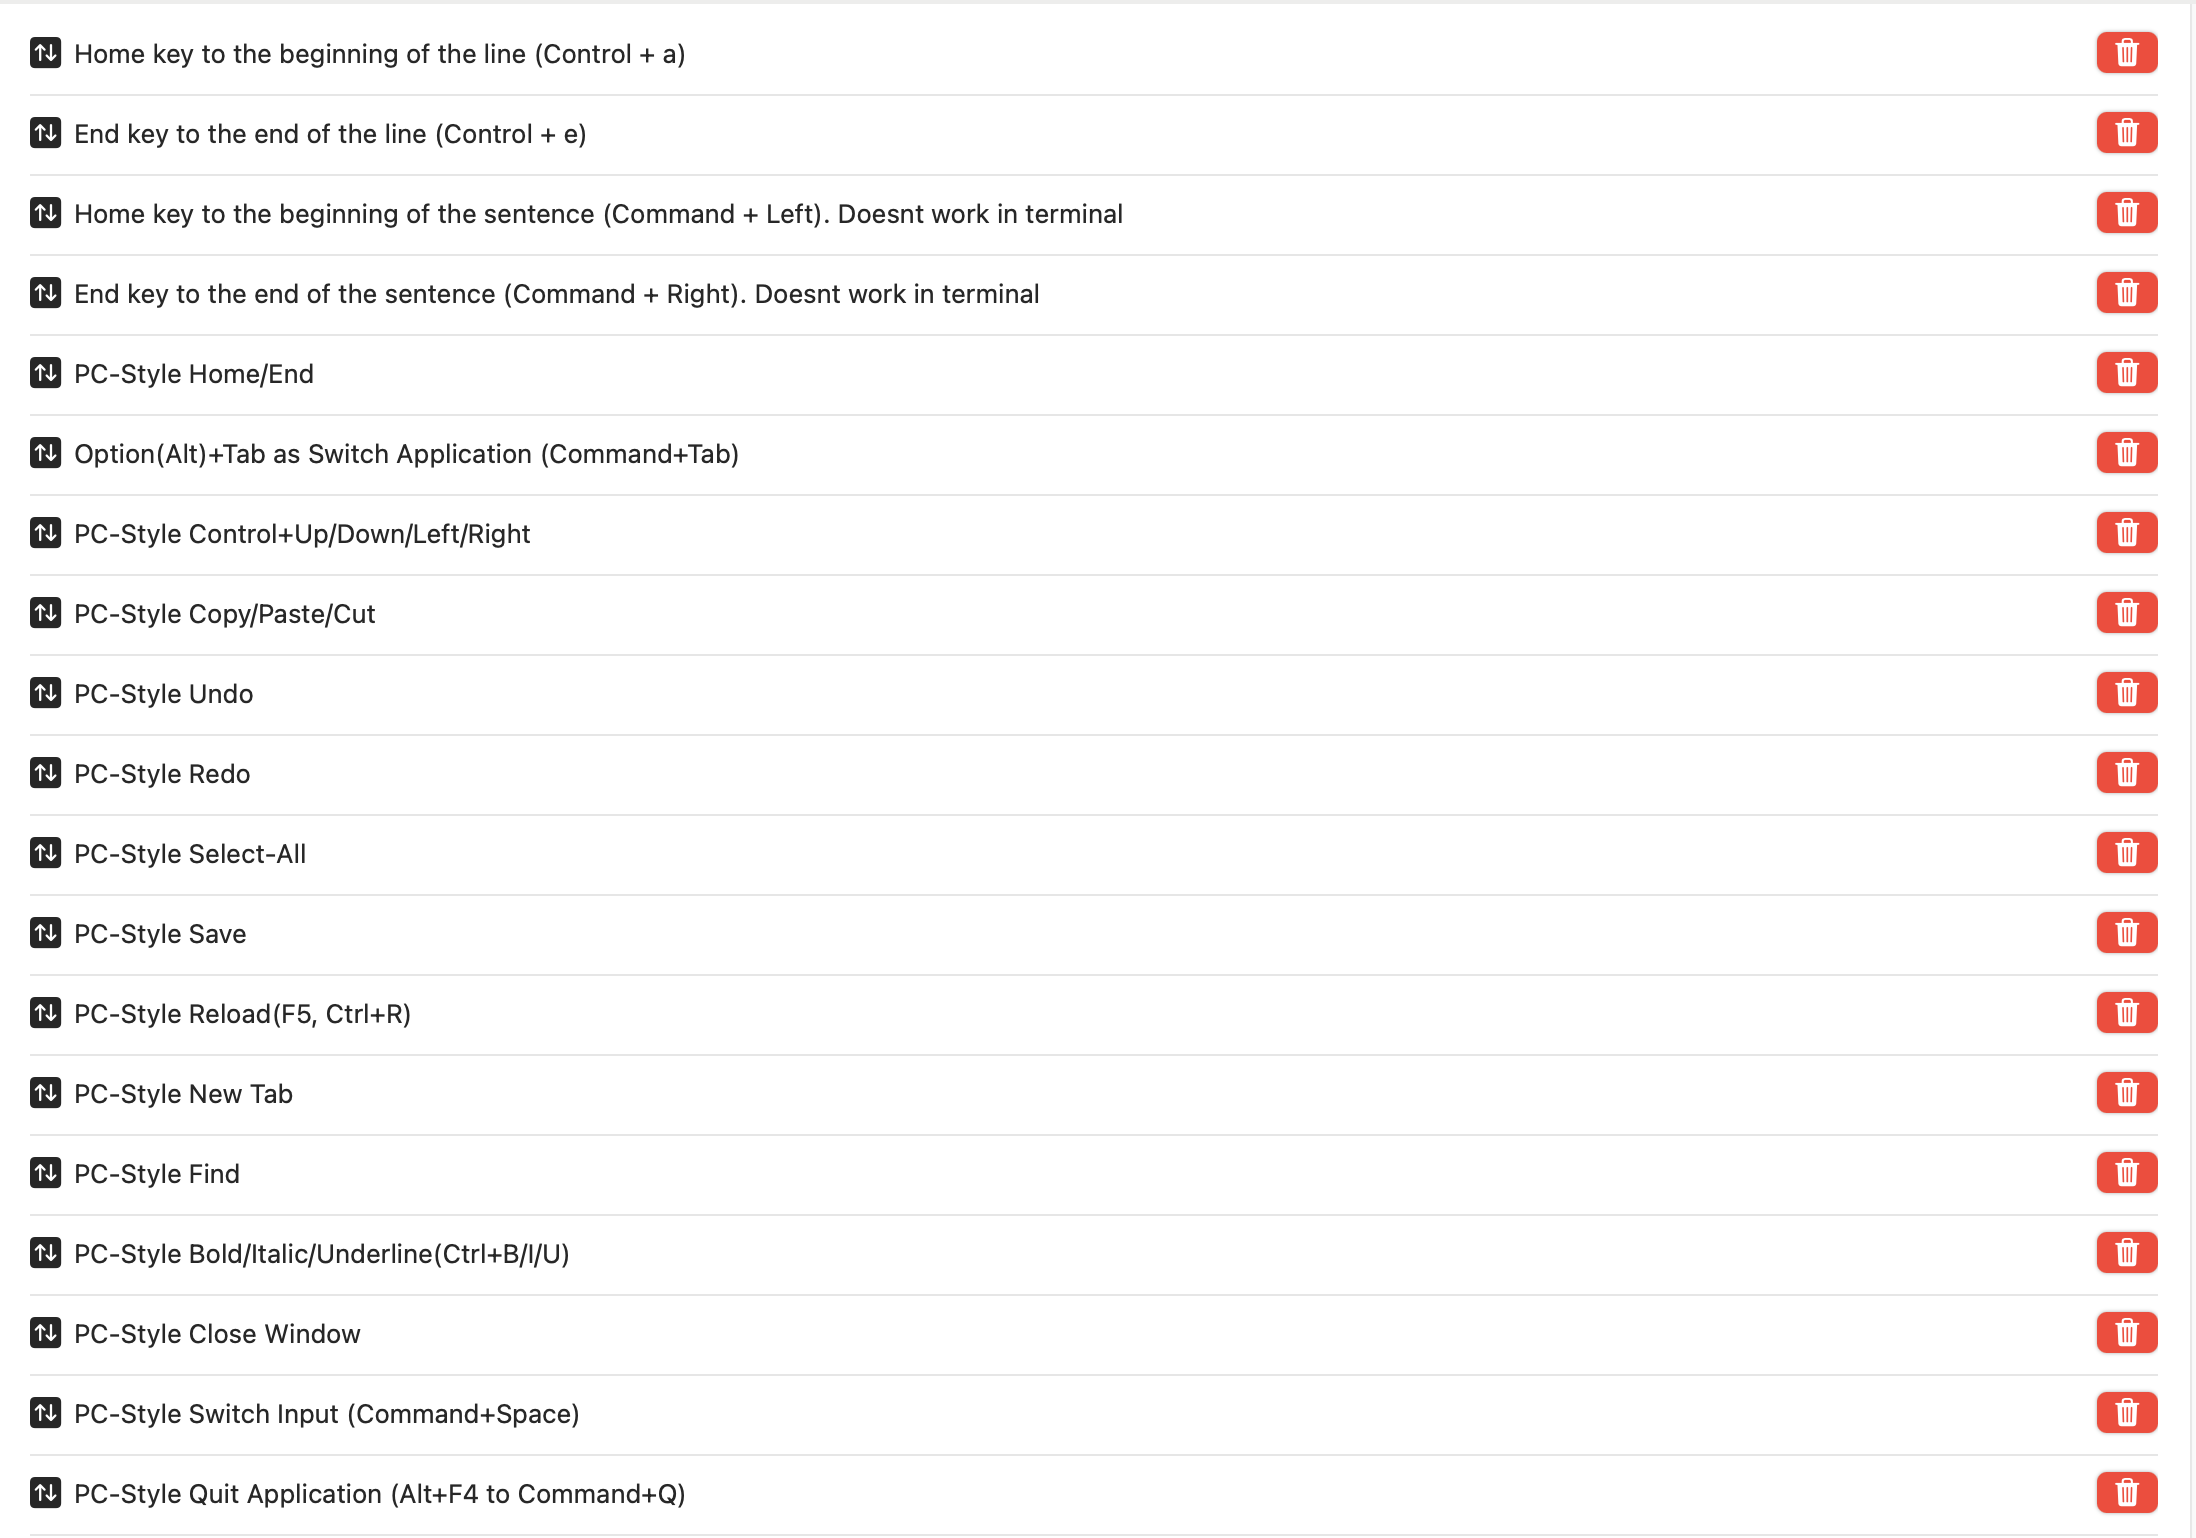 Home key to the beginning of the line (Control + a)
End key to the end of the line (Control + e)
Home key to the beginning of the sentence (Command + Left). Doesnt work in terminal
End key to the end of the sentence (Command + Right). Doesnt work in terminal
PC-Style Home/End
Option(Alt)+Tab as Switch Application (Command+Tab)
PC-Style Control+Up/Down/Left/Right
PC-Style Copy/Paste/Cut
PC-Style Undo
PC-Style Redo
PC-Style Select-All
PC-Style Save
PC-Style Reload(F5, Ctrl+R)
PC-Style New Tab
PC-Style Find
PC-Style Bold/Italic/Underline(Ctrl+B/I/U)
PC-Style Close Window
PC-Style Switch Input (Command+Space)
PC-Style Quit Application (Alt+F4 to Command+Q)